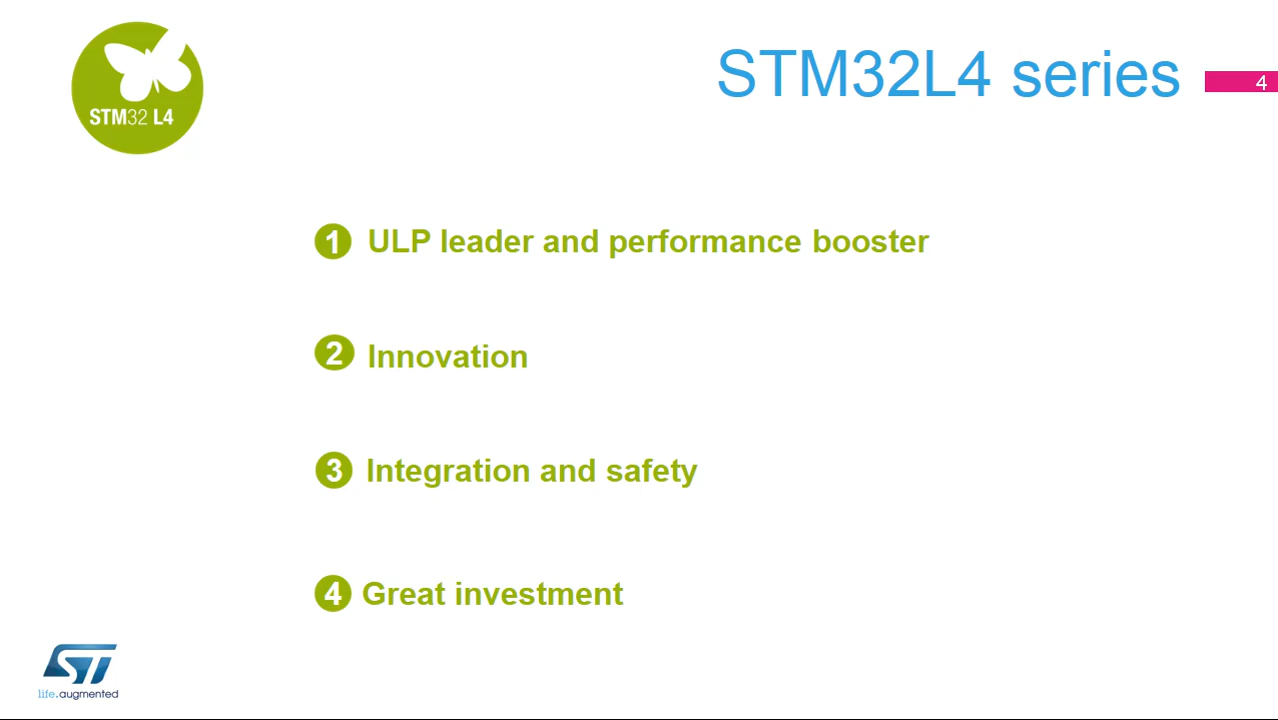 STM32 L4
STM32L4 series
4
1 ULP leader and performance booster
2 Innovation
3 Integration and safety
4 Great investment
ST
life.augmented